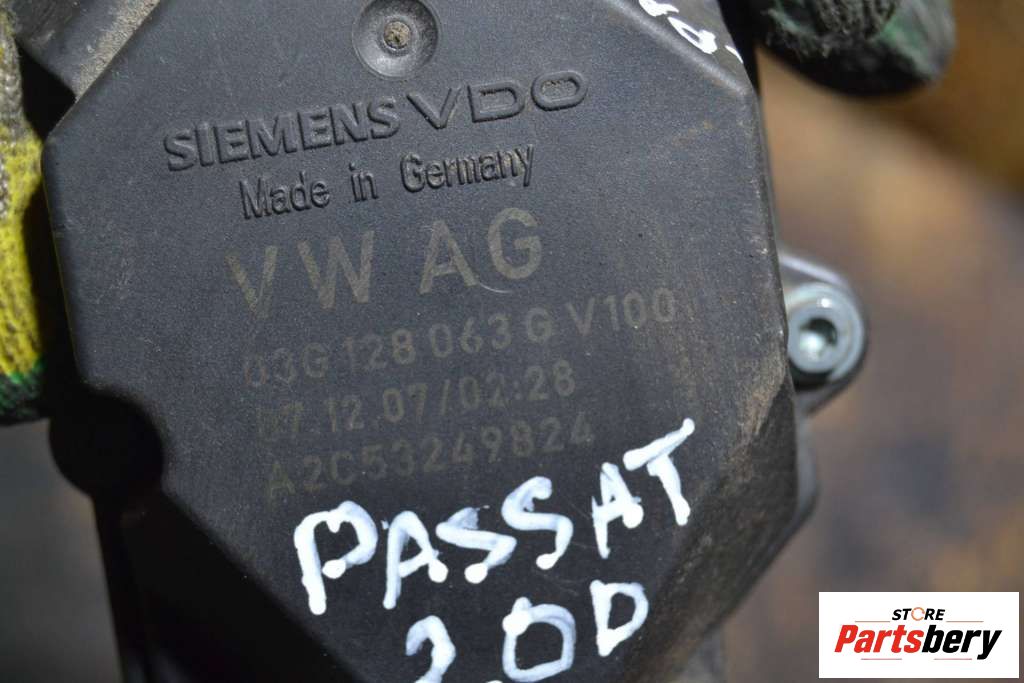 SIEMENS VDO
Made in Germany
VW AG
03G 128 063 G V100
07.12.07/02:28
A2C53249824
PASSAT
2.0D
STORE
Partsbery